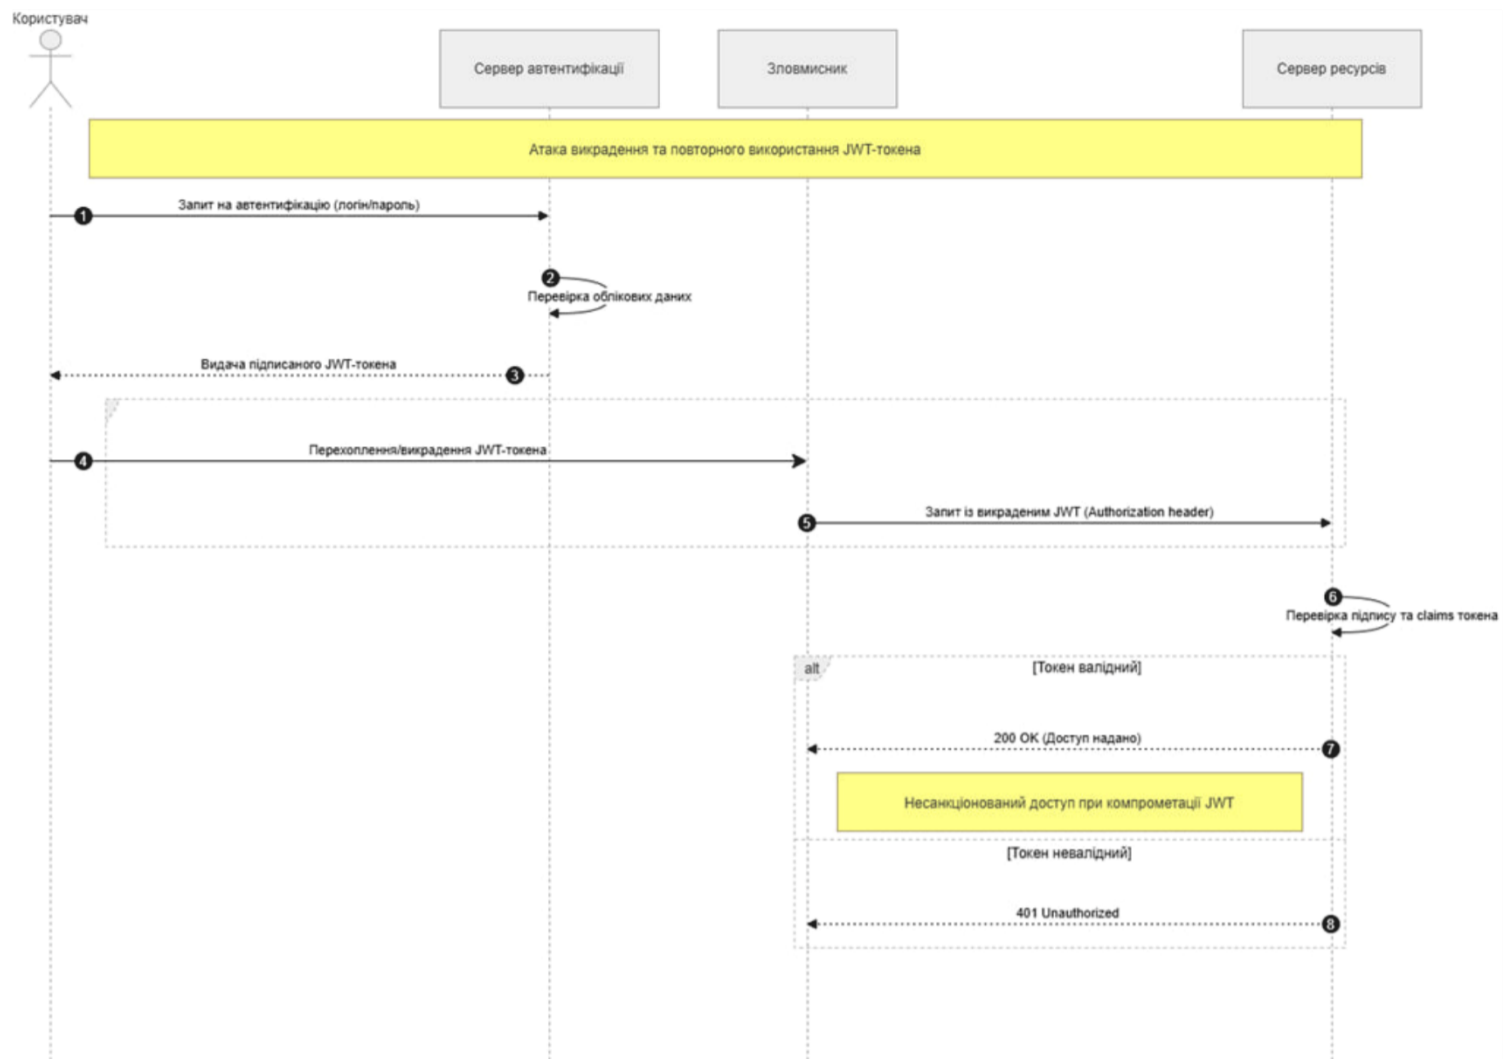 Користувач
Сервер автентифікації
Зловмисник
Сервер ресурсів
Атака викрадення та повторного використання JWT-токена
Запит на автентифікацію (логін/пароль)
1
2
Перевірка облікових даних
Видача підписаного JWT-токена
3
Перехоплення/викрадення JWT-токена
4
Запит із викраденим JWT (Authorization header)
5
6
Перевірка підпису та claims токена
alt
[Токен валідний]
200 OK (Доступ надано)
7
Несанкціонований доступ при компрометації JWT
[Токен невалідний]
401 Unauthorized
8